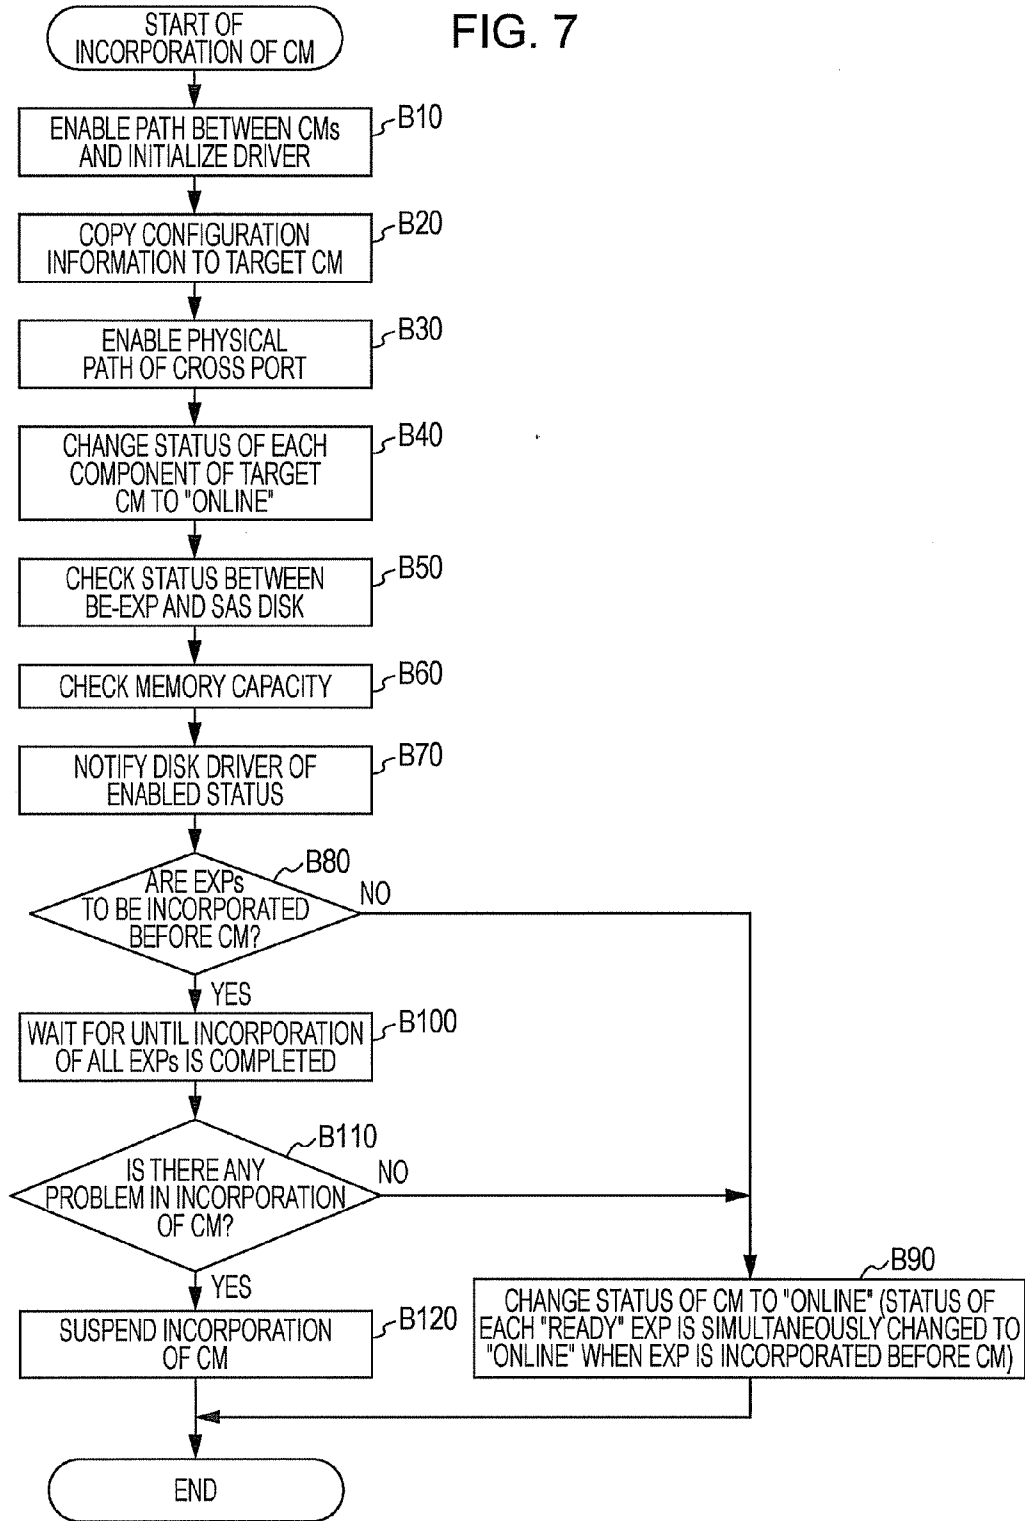 FIG. 7
START OF
INCORPORATION OF CM
B10
ENABLE PATH BETWEEN CMs
AND INITIALIZE DRIVER
B20
COPY CONFIGURATION
INFORMATION TO TARGET CM
B30
ENABLE PHYSICAL
PATH OF CROSS PORT
B40
CHANGE STATUS OF EACH
COMPONENT OF TARGET
CM TO "ONLINE"
B50
CHECK STATUS BETWEEN
BE-EXP AND SAS DISK
B60
CHECK MEMORY CAPACITY
B70
NOTIFY DISK DRIVER OF
ENABLED STATUS
B80
ARE EXPs
TO BE INCORPORATED
BEFORE CM?
NO
YES
B100
WAIT FOR UNTIL INCORPORATION
OF ALL EXPs IS COMPLETED
B110
IS THERE ANY
PROBLEM IN INCORPORATION
OF CM?
NO
YES
B120
SUSPEND INCORPORATION
OF CM
B90
CHANGE STATUS OF CM TO "ONLINE" (STATUS OF
EACH "READY" EXP IS SIMULTANEOUSLY CHANGED TO
"ONLINE" WHEN EXP IS INCORPORATED BEFORE CM)
END